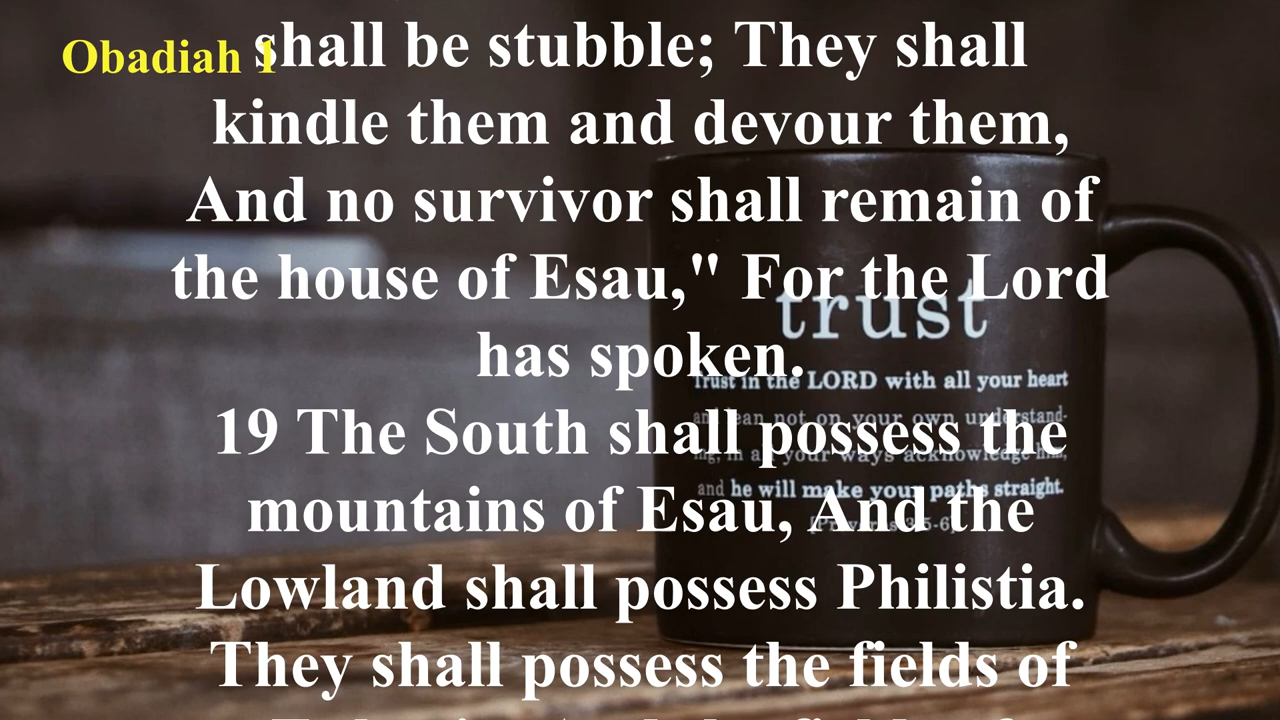 Obadiah 1
shall be stubble; They shall
kindle them and devour them,
And no survivor shall remain of
the house of Esau," For the Lord
has spoken.
19 The South shall possess the
mountains of Esau, And the
Lowland shall possess Philistia.
They shall possess the fields of
trust
Trust in the LORD with all your heart
and lean not on your own understand-
ing, in all your ways acknowledge him,
and he will make your paths straight.
[Proverbs 3:5-6]